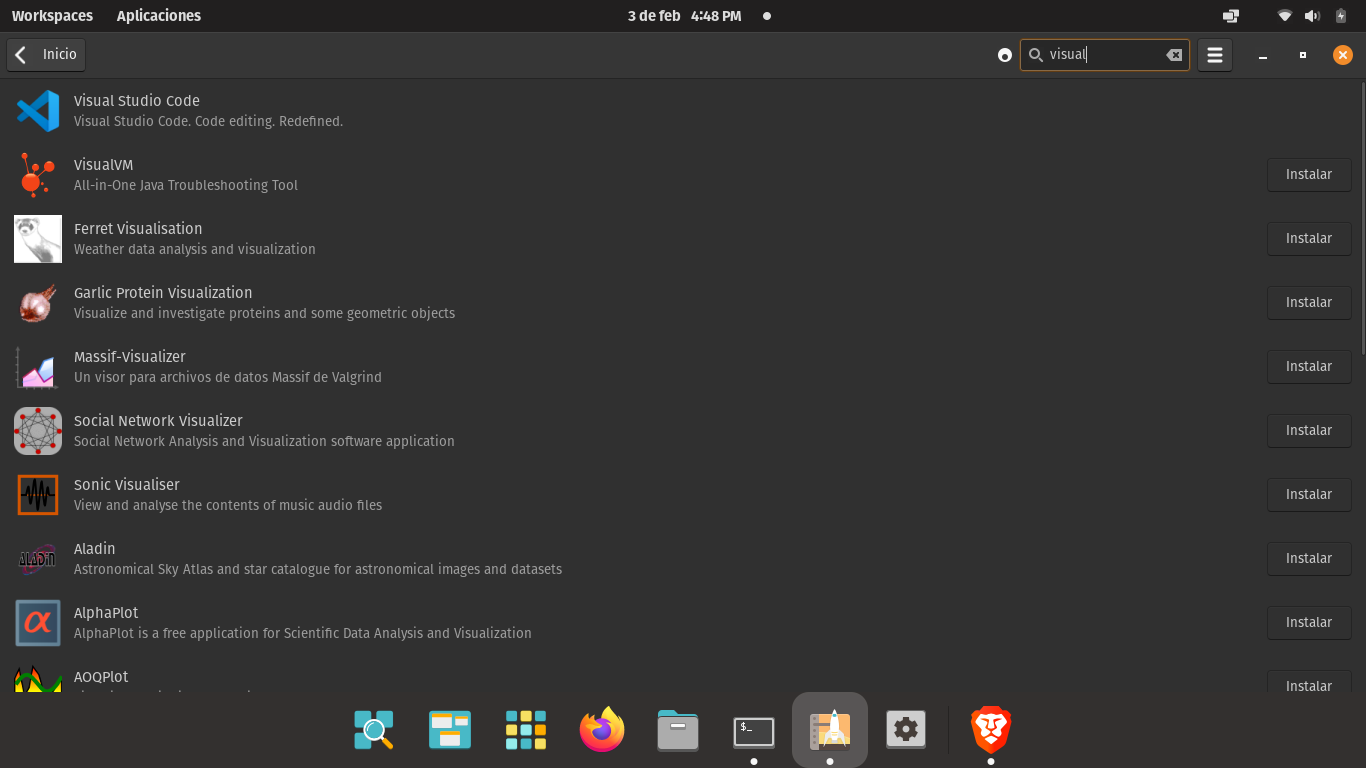 Workspaces Aplicaciones 3 de feb 4:48 PM
Inicio visual
Visual Studio Code
Visual Studio Code. Code editing. Redefined.
VisualVM
All-in-One Java Troubleshooting Tool
Instalar
Ferret Visualisation
Weather data analysis and visualization
Instalar
Garlic Protein Visualization
Visualize and investigate proteins and some geometric objects
Instalar
Massif-Visualizer
Un visor para archivos de datos Massif de Valgrind
Instalar
Social Network Visualizer
Social Network Analysis and Visualization software application
Instalar
Sonic Visualiser
View and analyse the contents of music audio files
Instalar
ALADIN
Aladin
Astronomical Sky Atlas and star catalogue for astronomical images and datasets
Instalar
α
AlphaPlot
AlphaPlot is a free application for Scientific Data Analysis and Visualization
Instalar
AOQPlot
Instalar
$_